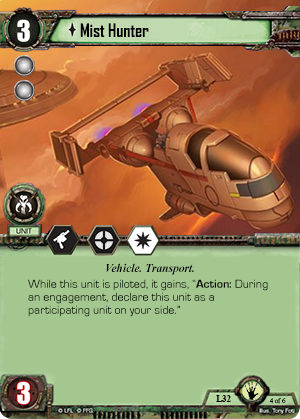 3
Mist Hunter
UNIT
Vehicle. Transport.
While this unit is piloted, it gains, “Action: During
an engagement, declare this unit as a
participating unit on your side.”
3
© LFL © FFG
L32
4 of 6
Illus. Tony Foti